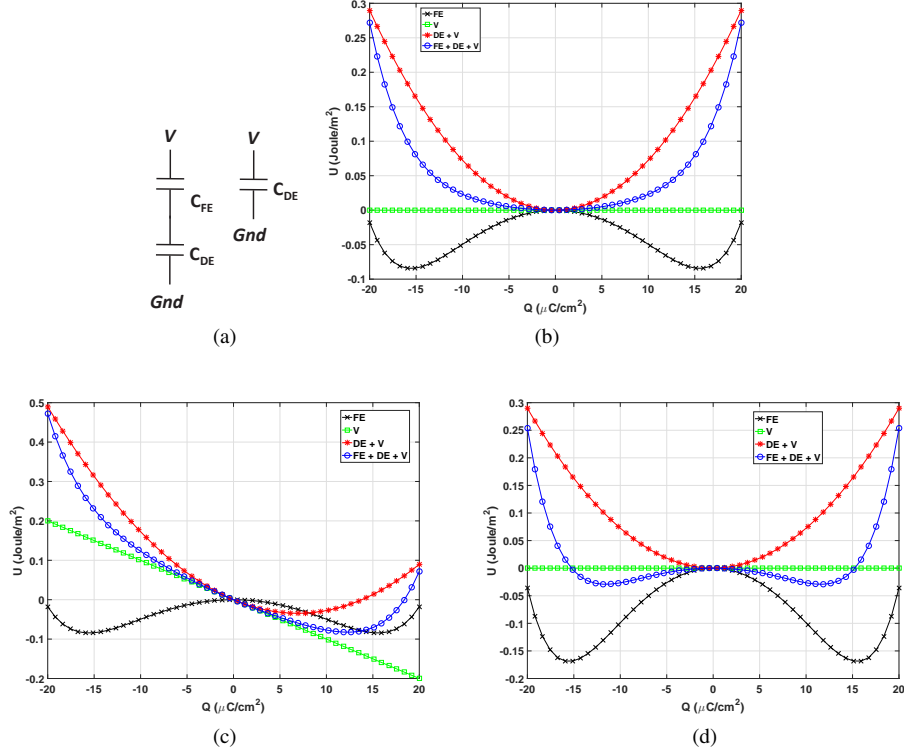 V
V
C_FE
C_DE
Gnd
C_DE
Gnd
(a)
FE
V
DE + V
FE + DE + V
U (Joule/m²)
0.3
0.25
0.2
0.15
0.1
0.05
0
-0.05
-0.1
-20 -15 -10 -5 0 5 10 15 20
Q (μC/cm²)
(b)
FE
V
DE + V
FE + DE + V
U (Joule/m²)
0.5
0.4
0.3
0.2
0.1
0
-0.1
-0.2
-20 -15 -10 -5 0 5 10 15 20
Q (μC/cm²)
(c)
FE
V
DE + V
FE + DE + V
U (Joule/m²)
0.3
0.25
0.2
0.15
0.1
0.05
0
-0.05
-0.1
-0.15
-0.2
-20 -15 -10 -5 0 5 10 15 20
Q (μC/cm²)
(d)